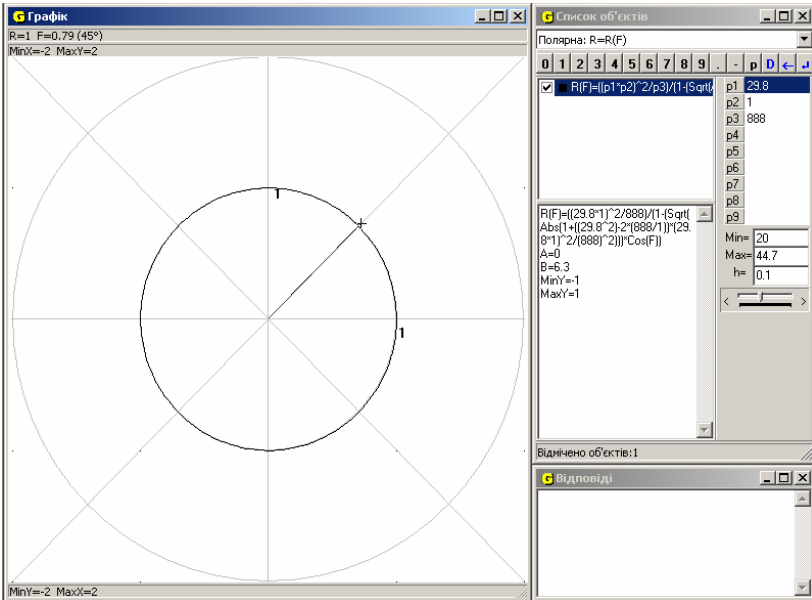 Графік
R=1 F=0.79 (45°)
MinX=-2 MaxY=2
1
1
MinY=-2 MaxX=2
Список об'єктів
Полярна: R=R(F)
0 1 2 3 4 5 6 7 8 9 . - p D ← ↵
R(F)=((p1*p2)^2/p3)/(1-(Sqrt(
p1 29.8
p2 1
p3 888
p4
p5
p6
p7
p8
p9
R(F)=((29.8*1)^2/888)/(1-(Sqrt(
Abs(1+((29.8^2)-2*(888/1))*(29.
8*1)^2/(888)^2)))*Cos(F))
A=0
B=6.3
MinY=-1
MaxY=1
Min= 20
Max= 44.7
h= 0.1
< >
Відмічено об'єктів:1
Відповіді